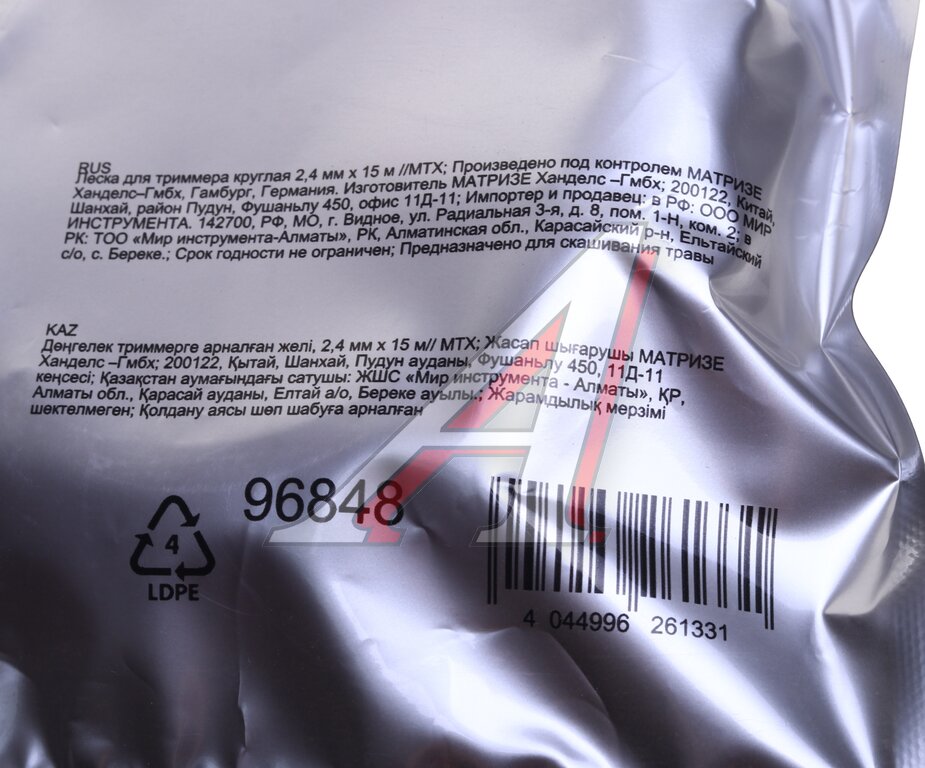 RUS
Леска для триммера круглая 2,4 мм x 15 м //MTX; Произведено под контролем МАТРИЗЕ
Ханделс–Гмбх, Гамбург, Германия. Изготовитель МАТРИЗЕ Ханделс –Гмбх; 200122, Китай,
Шанхай, район Пудун, Фушаньлу 450, офис 11Д-11; Импортер и продавец: в РФ: ООО МИР
ИНСТРУМЕНТА. 142700, РФ, МО, г. Видное, ул. Радиальная 3-я, д. 8, пом. 1-Н, ком. 2; в
РК: ТОО «Мир инструмента-Алматы», РК, Алматинская обл., Карасайский р-н, Ельтайский
с/о, с. Береке.; Срок годности не ограничен; Предназначено для скашивания травы
KAZ
Дөңгелек триммерге арналған желі, 2,4 мм x 15 м// MTX; Жасап шығарушы МАТРИЗЕ
Ханделс –Гмбх; 200122, Қытай, Шанхай, Пудун ауданы, Фушаньлу 450, 11Д-11
кеңсесі; Қазақстан аумағындағы сатушы: ЖШС «Мир инструмента - Алматы», ҚР,
Алматы обл., Қарасай ауданы, Елтай а/о, Береке ауылы.; Жарамдылық мерзімі
шектелмеген; Қолдану аясы шөп шабуға арналған
96848
4
LDPE
4 044996 261331